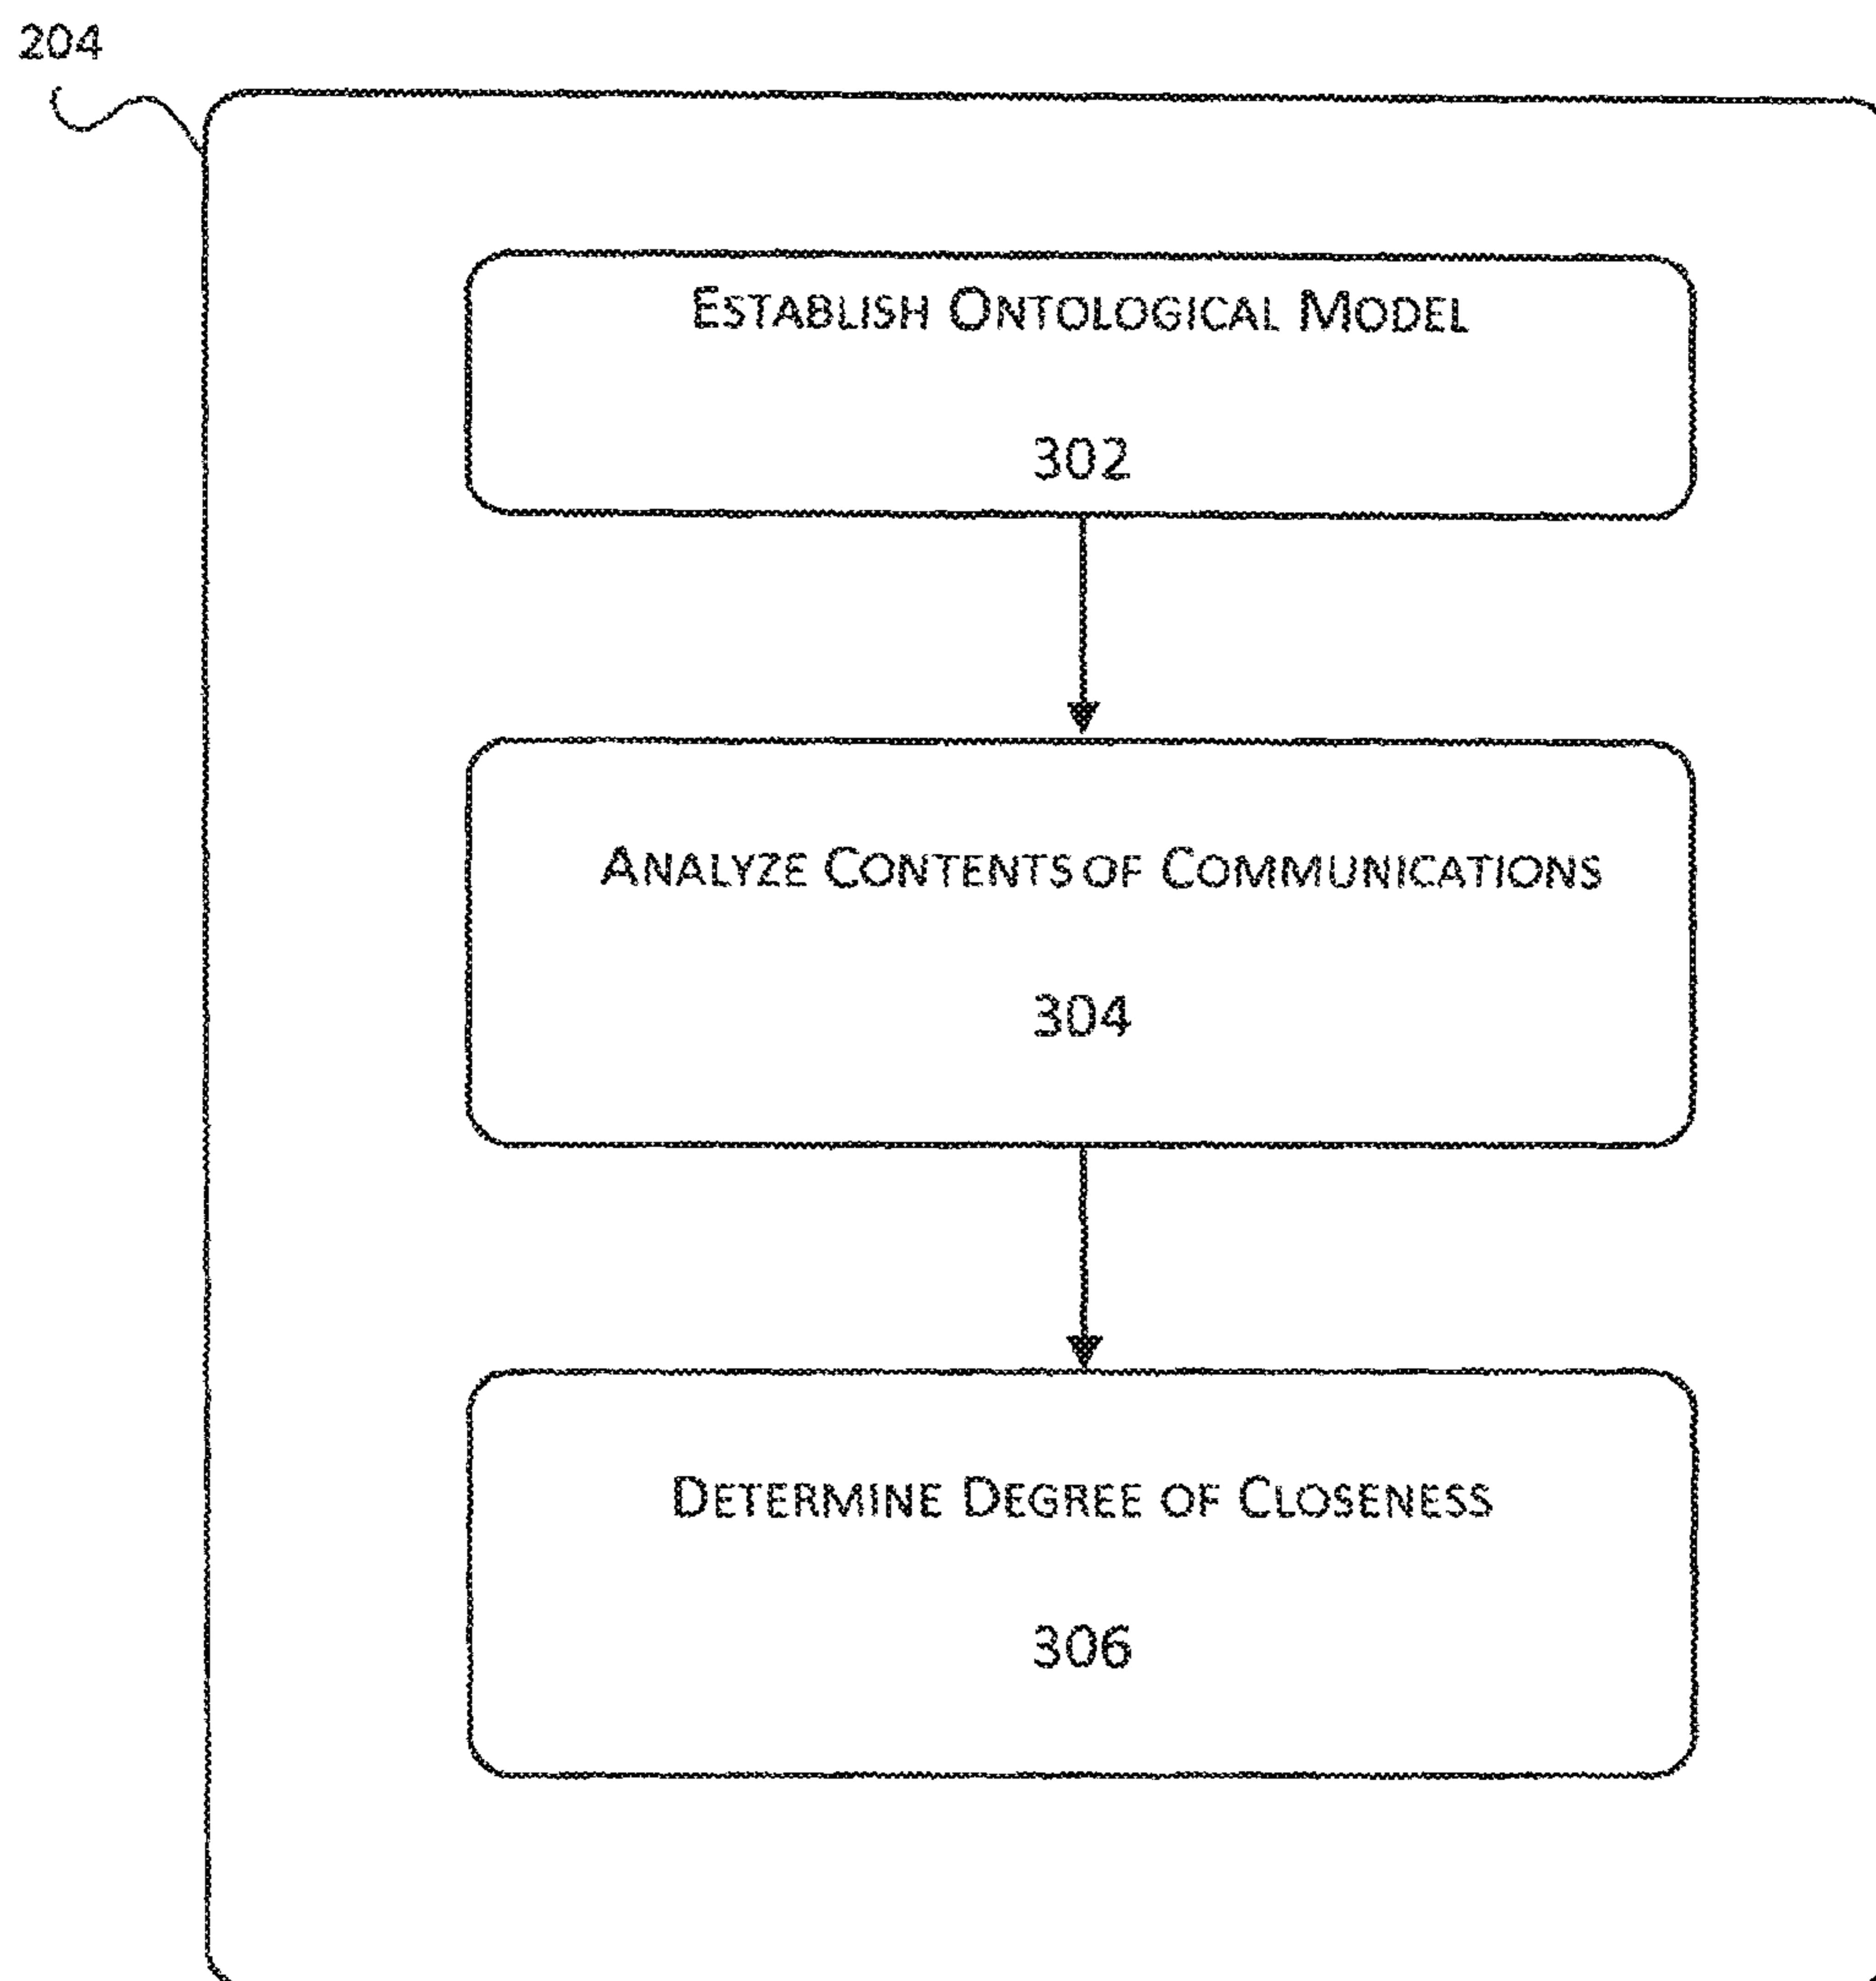 204
ESTABLISH ONTOLOGICAL MODEL
302
ANALYZE CONTENTS OF COMMUNICATIONS
304
DETERMINE DEGREE OF CLOSENESS
306